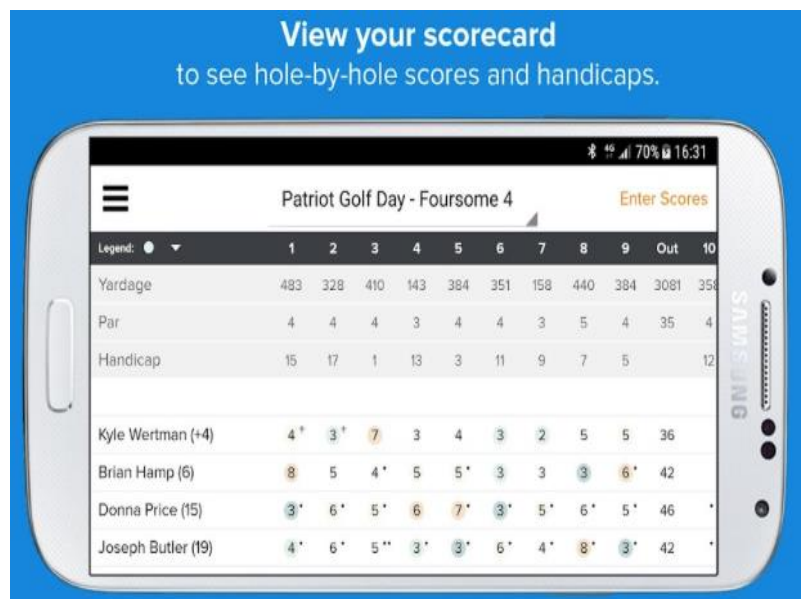 View your scorecard
to see hole-by-hole scores and handicaps.
4G 70% 16:31
Patriot Golf Day - Foursome 4 Enter Scores
Legend: 1 2 3 4 5 6 7 8 9 Out 10
Yardage 483 328 410 143 384 351 158 440 384 3081 358
Par 4 4 4 3 4 4 3 5 4 35 4
Handicap 15 17 1 13 3 11 9 7 5 12
Kyle Wertman (+4) 4+ 3+ 7 3 4 3 2 5 5 36
Brian Hamp (6) 8 5 4* 5 5* 3 3 3 6* 42
Donna Price (15) 3* 6* 5* 6 7* 3* 5* 6* 5* 46 *
Joseph Butler (19) 4* 6* 5** 3* 3* 6* 4* 8* 3* 42 *
SAMSUNG